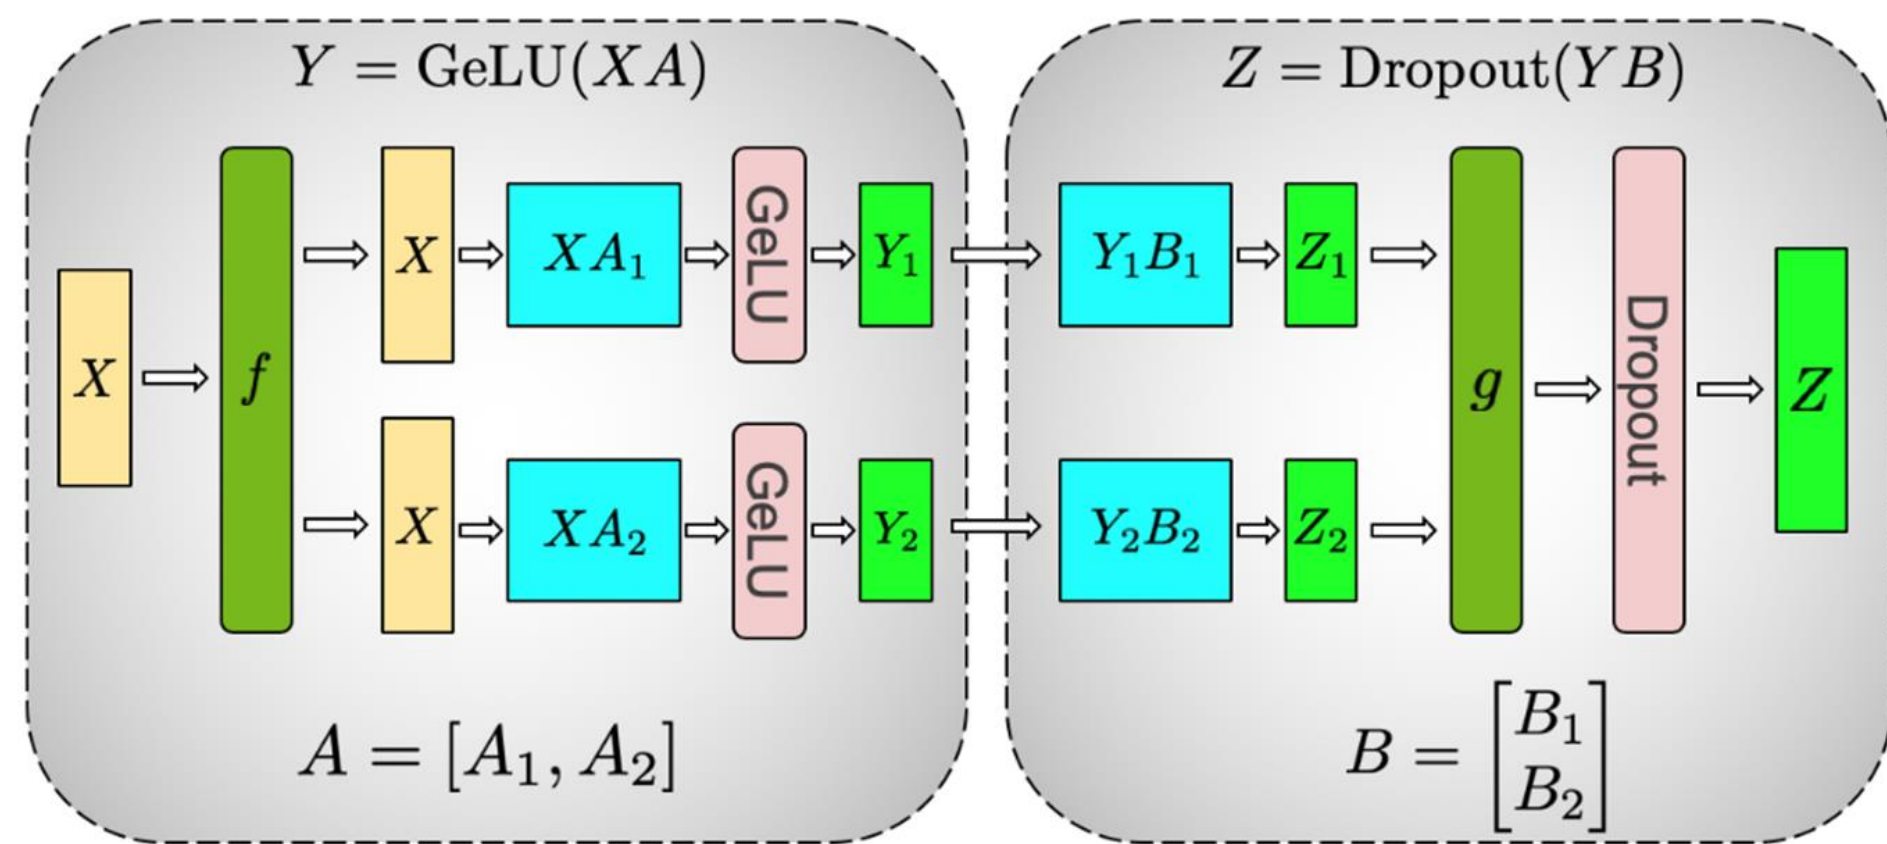 Y = GeLU(XA)
X
f
X
XA₁
GeLU
Y₁
X
XA₂
GeLU
Y₂
A = [A₁, A₂]
Z = Dropout(YB)
Y₁B₁
Z₁
Y₂B₂
Z₂
g
Dropout
Z
B = [B₁
B₂]